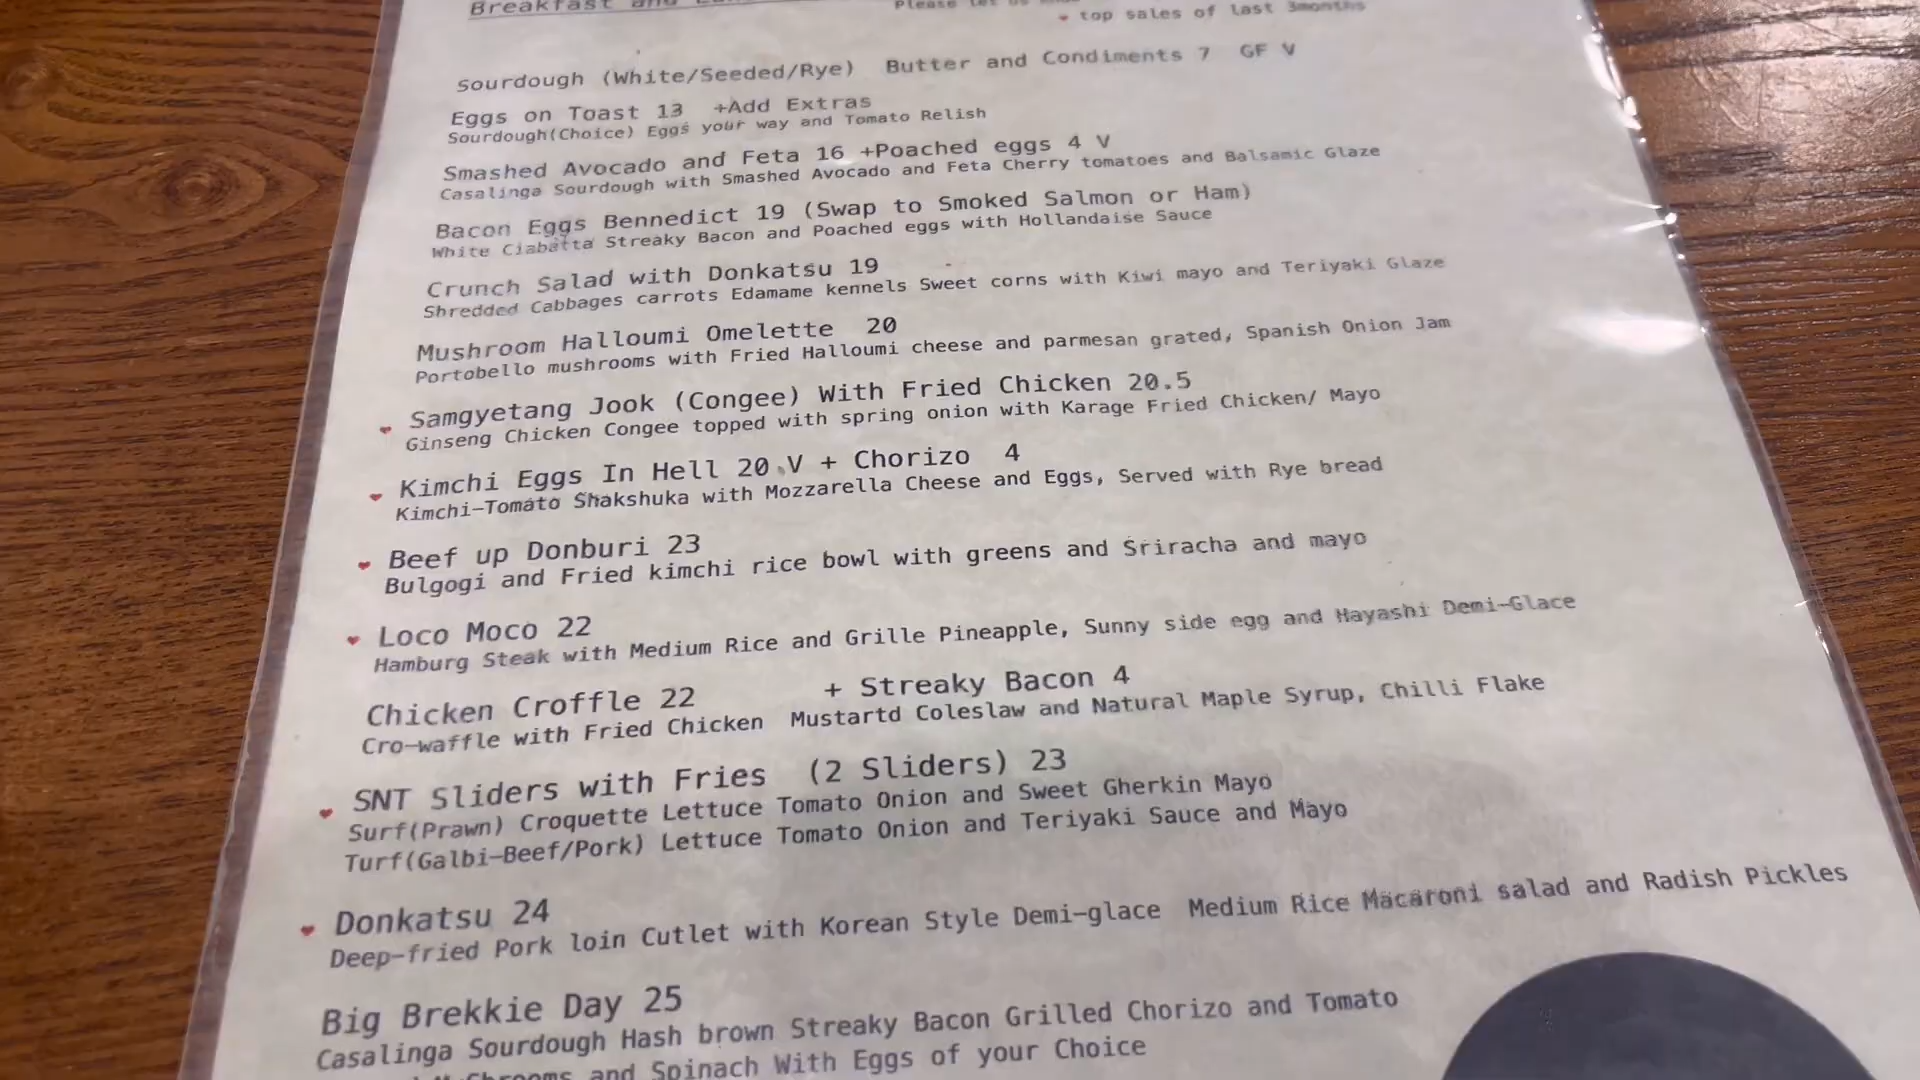 Breakfast and
Please let us
❤ top sales of last 3months
Sourdough (White/Seeded/Rye) Butter and Condiments 7 GF V
Eggs on Toast 13 +Add Extras
Sourdough(Choice) Eggs your way and Tomato Relish
Smashed Avocado and Feta 16 +Poached eggs 4 V
Casalinga Sourdough with Smashed Avocado and Feta Cherry tomatoes and Balsamic Glaze
Bacon Eggs Bennedict 19 (Swap to Smoked Salmon or Ham)
White Ciabatta Streaky Bacon and Poached eggs with Hollandaise Sauce
Crunch Salad with Donkatsu 19
Shredded Cabbages carrots Edamame kennels Sweet corns with Kiwi mayo and Teriyaki Glaze
Mushroom Halloumi Omelette 20
Portobello mushrooms with Fried Halloumi cheese and parmesan grated, Spanish Onion Jam
❤ Samgyetang Jook (Congee) With Fried Chicken 20.5
Ginseng Chicken Congee topped with spring onion with Karage Fried Chicken/ Mayo
❤ Kimchi Eggs In Hell 20 V + Chorizo 4
Kimchi-Tomato Shakshuka with Mozzarella Cheese and Eggs, Served with Rye bread
❤ Beef up Donburi 23
Bulgogi and Fried kimchi rice bowl with greens and Sriracha and mayo
❤ Loco Moco 22
Hamburg Steak with Medium Rice and Grille Pineapple, Sunny side egg and Hayashi Demi-Glace
Chicken Croffle 22 + Streaky Bacon 4
Cro-waffle with Fried Chicken Mustartd Coleslaw and Natural Maple Syrup, Chilli Flake
❤ SNT Sliders with Fries (2 Sliders) 23
Surf(Prawn) Croquette Lettuce Tomato Onion and Sweet Gherkin Mayo
Turf(Galbi-Beef/Pork) Lettuce Tomato Onion and Teriyaki Sauce and Mayo
❤ Donkatsu 24
Deep-fried Pork loin Cutlet with Korean Style Demi-glace Medium Rice Macaroni salad and Radish Pickles
Big Brekkie Day 25
Casalinga Sourdough Hash brown Streaky Bacon Grilled Chorizo and Tomato
and Spinach With Eggs of your Choice